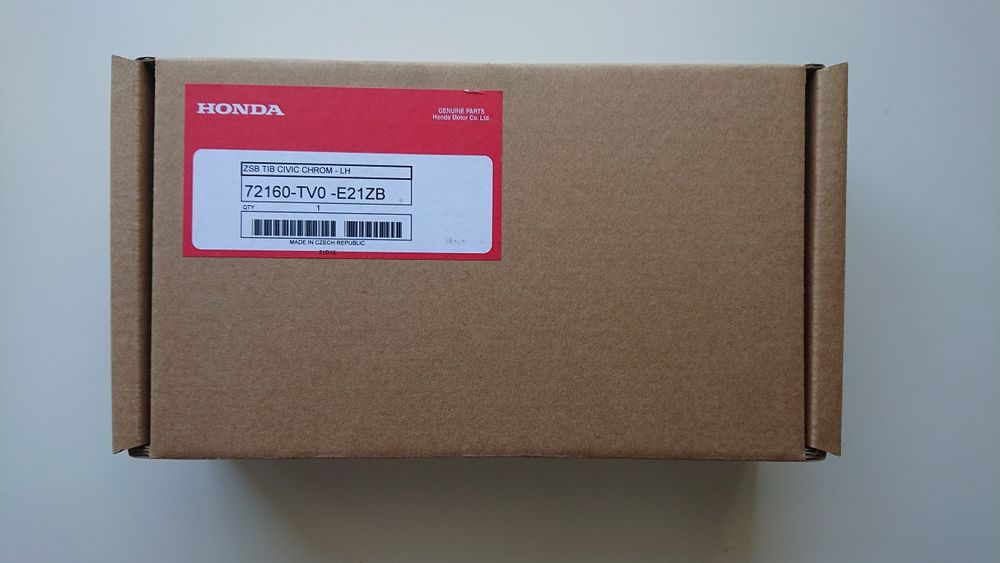 HONDA
GENUINE PARTS
Honda Motor Co. Ltd.
ZSB TIB CIVIC CHROM - LH
72160-TV0 -E21ZB
QTY 1
MADE IN CZECH REPUBLIC